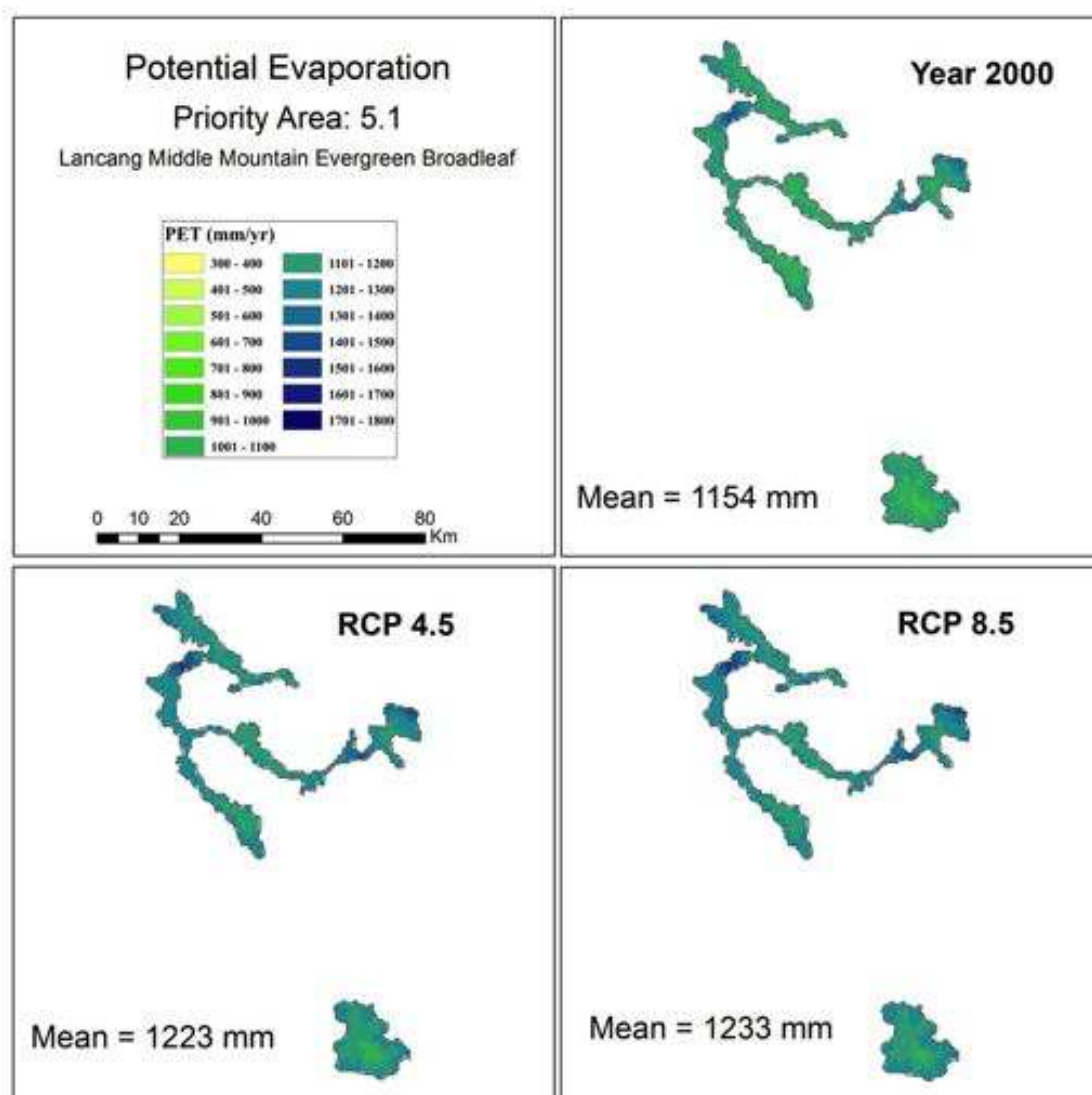 Potential Evaporation
Priority Area: 5.1
Lancang Middle Mountain Evergreen Broadleaf
PET (mm/yr)
300 - 400
401 - 500
501 - 600
601 - 700
701 - 800
801 - 900
901 - 1000
1001 - 1100
1101 - 1200
1201 - 1300
1301 - 1400
1401 - 1500
1501 - 1600
1601 - 1700
1701 - 1800
0 10 20 40 60 80
Km
Year 2000
Mean = 1154 mm
RCP 4.5
Mean = 1223 mm
RCP 8.5
Mean = 1233 mm